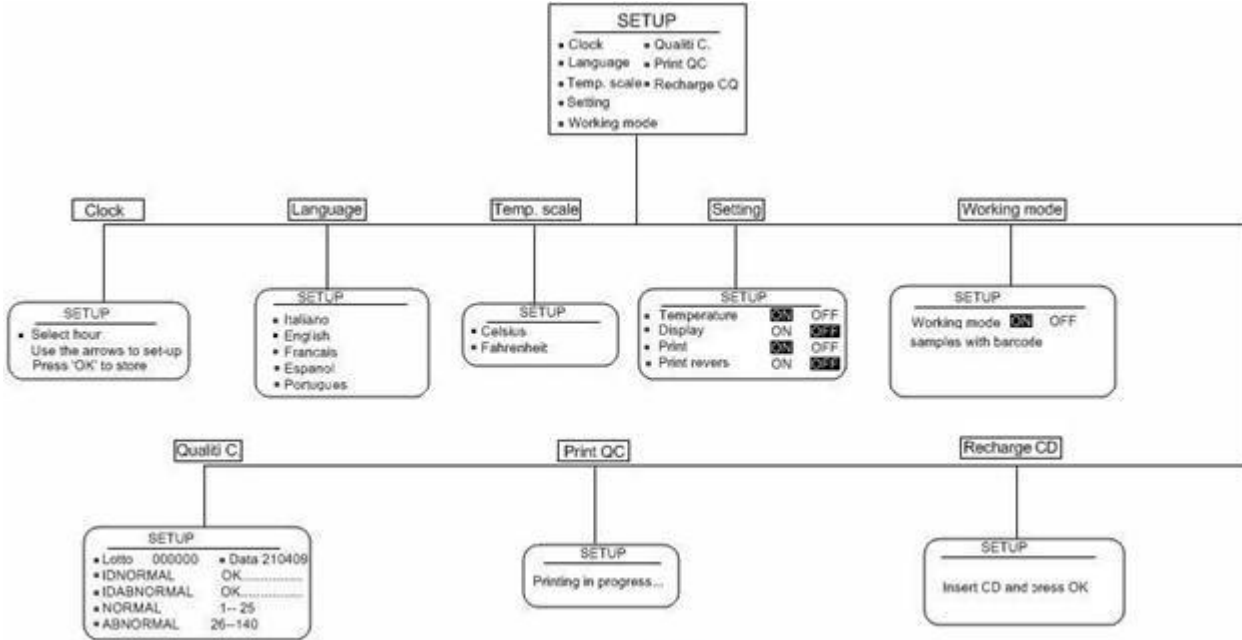 SETUP
Clock
Qualiti C.
Language
Print QC
Temp. scale
Recharge CQ
Setting
Working mode
Clock
Language
Temp. scale
Setting
Working mode
SETUP
Select hour
Use the arrows to set-up
Press 'OK' to store
SETUP
Italiano
English
Francais
Espanol
Portugues
SETUP
Celsius
Fahrenheit
SETUP
Temperature ON OFF
Display ON OFF
Print ON OFF
Print revers ON OFF
SETUP
Working mode ON OFF
samples with barcode
Qualiti C.
Print QC
Recharge CD
SETUP
Lotto 000000 Data 210409
IDNORMAL OK...............
IDABNORMAL OK...............
NORMAL 1-- 25
ABNORMAL 26--140
SETUP
Printing in progress...
SETUP
Insert CD and press OK